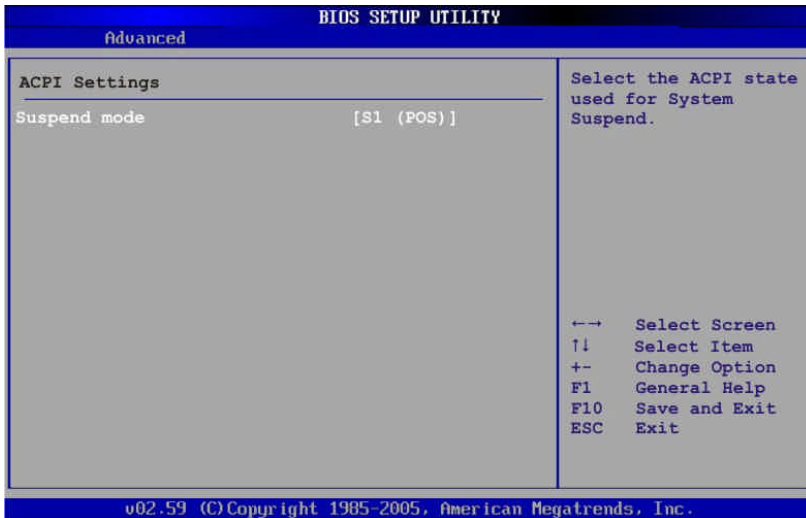 BIOS SETUP UTILITY
Advanced
ACPI Settings
Suspend mode [S1 (POS)]
Select the ACPI state
used for System
Suspend.
←→ Select Screen
↑↓ Select Item
+- Change Option
F1 General Help
F10 Save and Exit
ESC Exit
v02.59 (C)Copyright 1985-2005, American Megatrends, Inc.